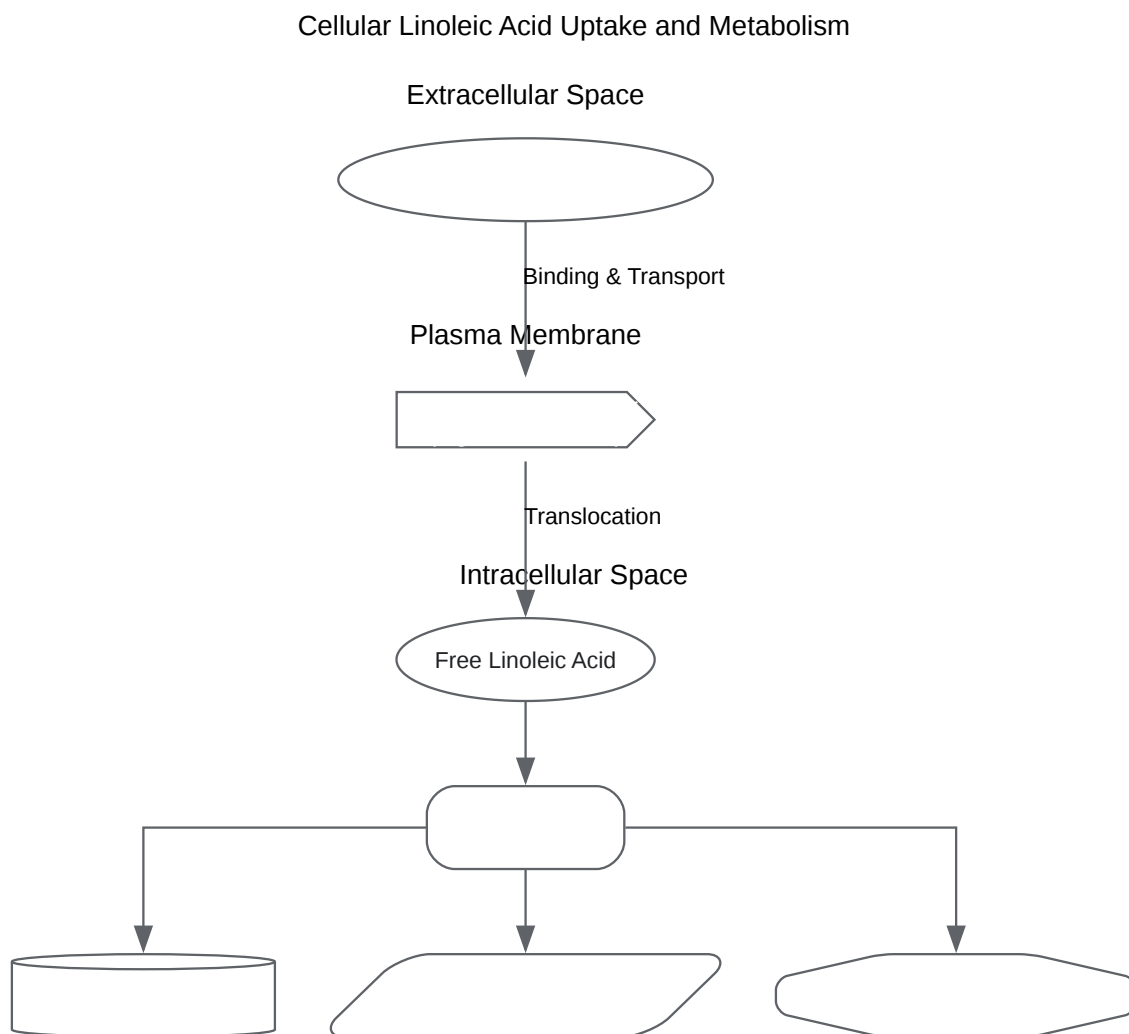 Cellular Linoleic Acid Uptake and Metabolism
Extracellular Space
Binding & Transport
Plasma Membrane
Translocation
Intracellular Space
Free Linoleic Acid